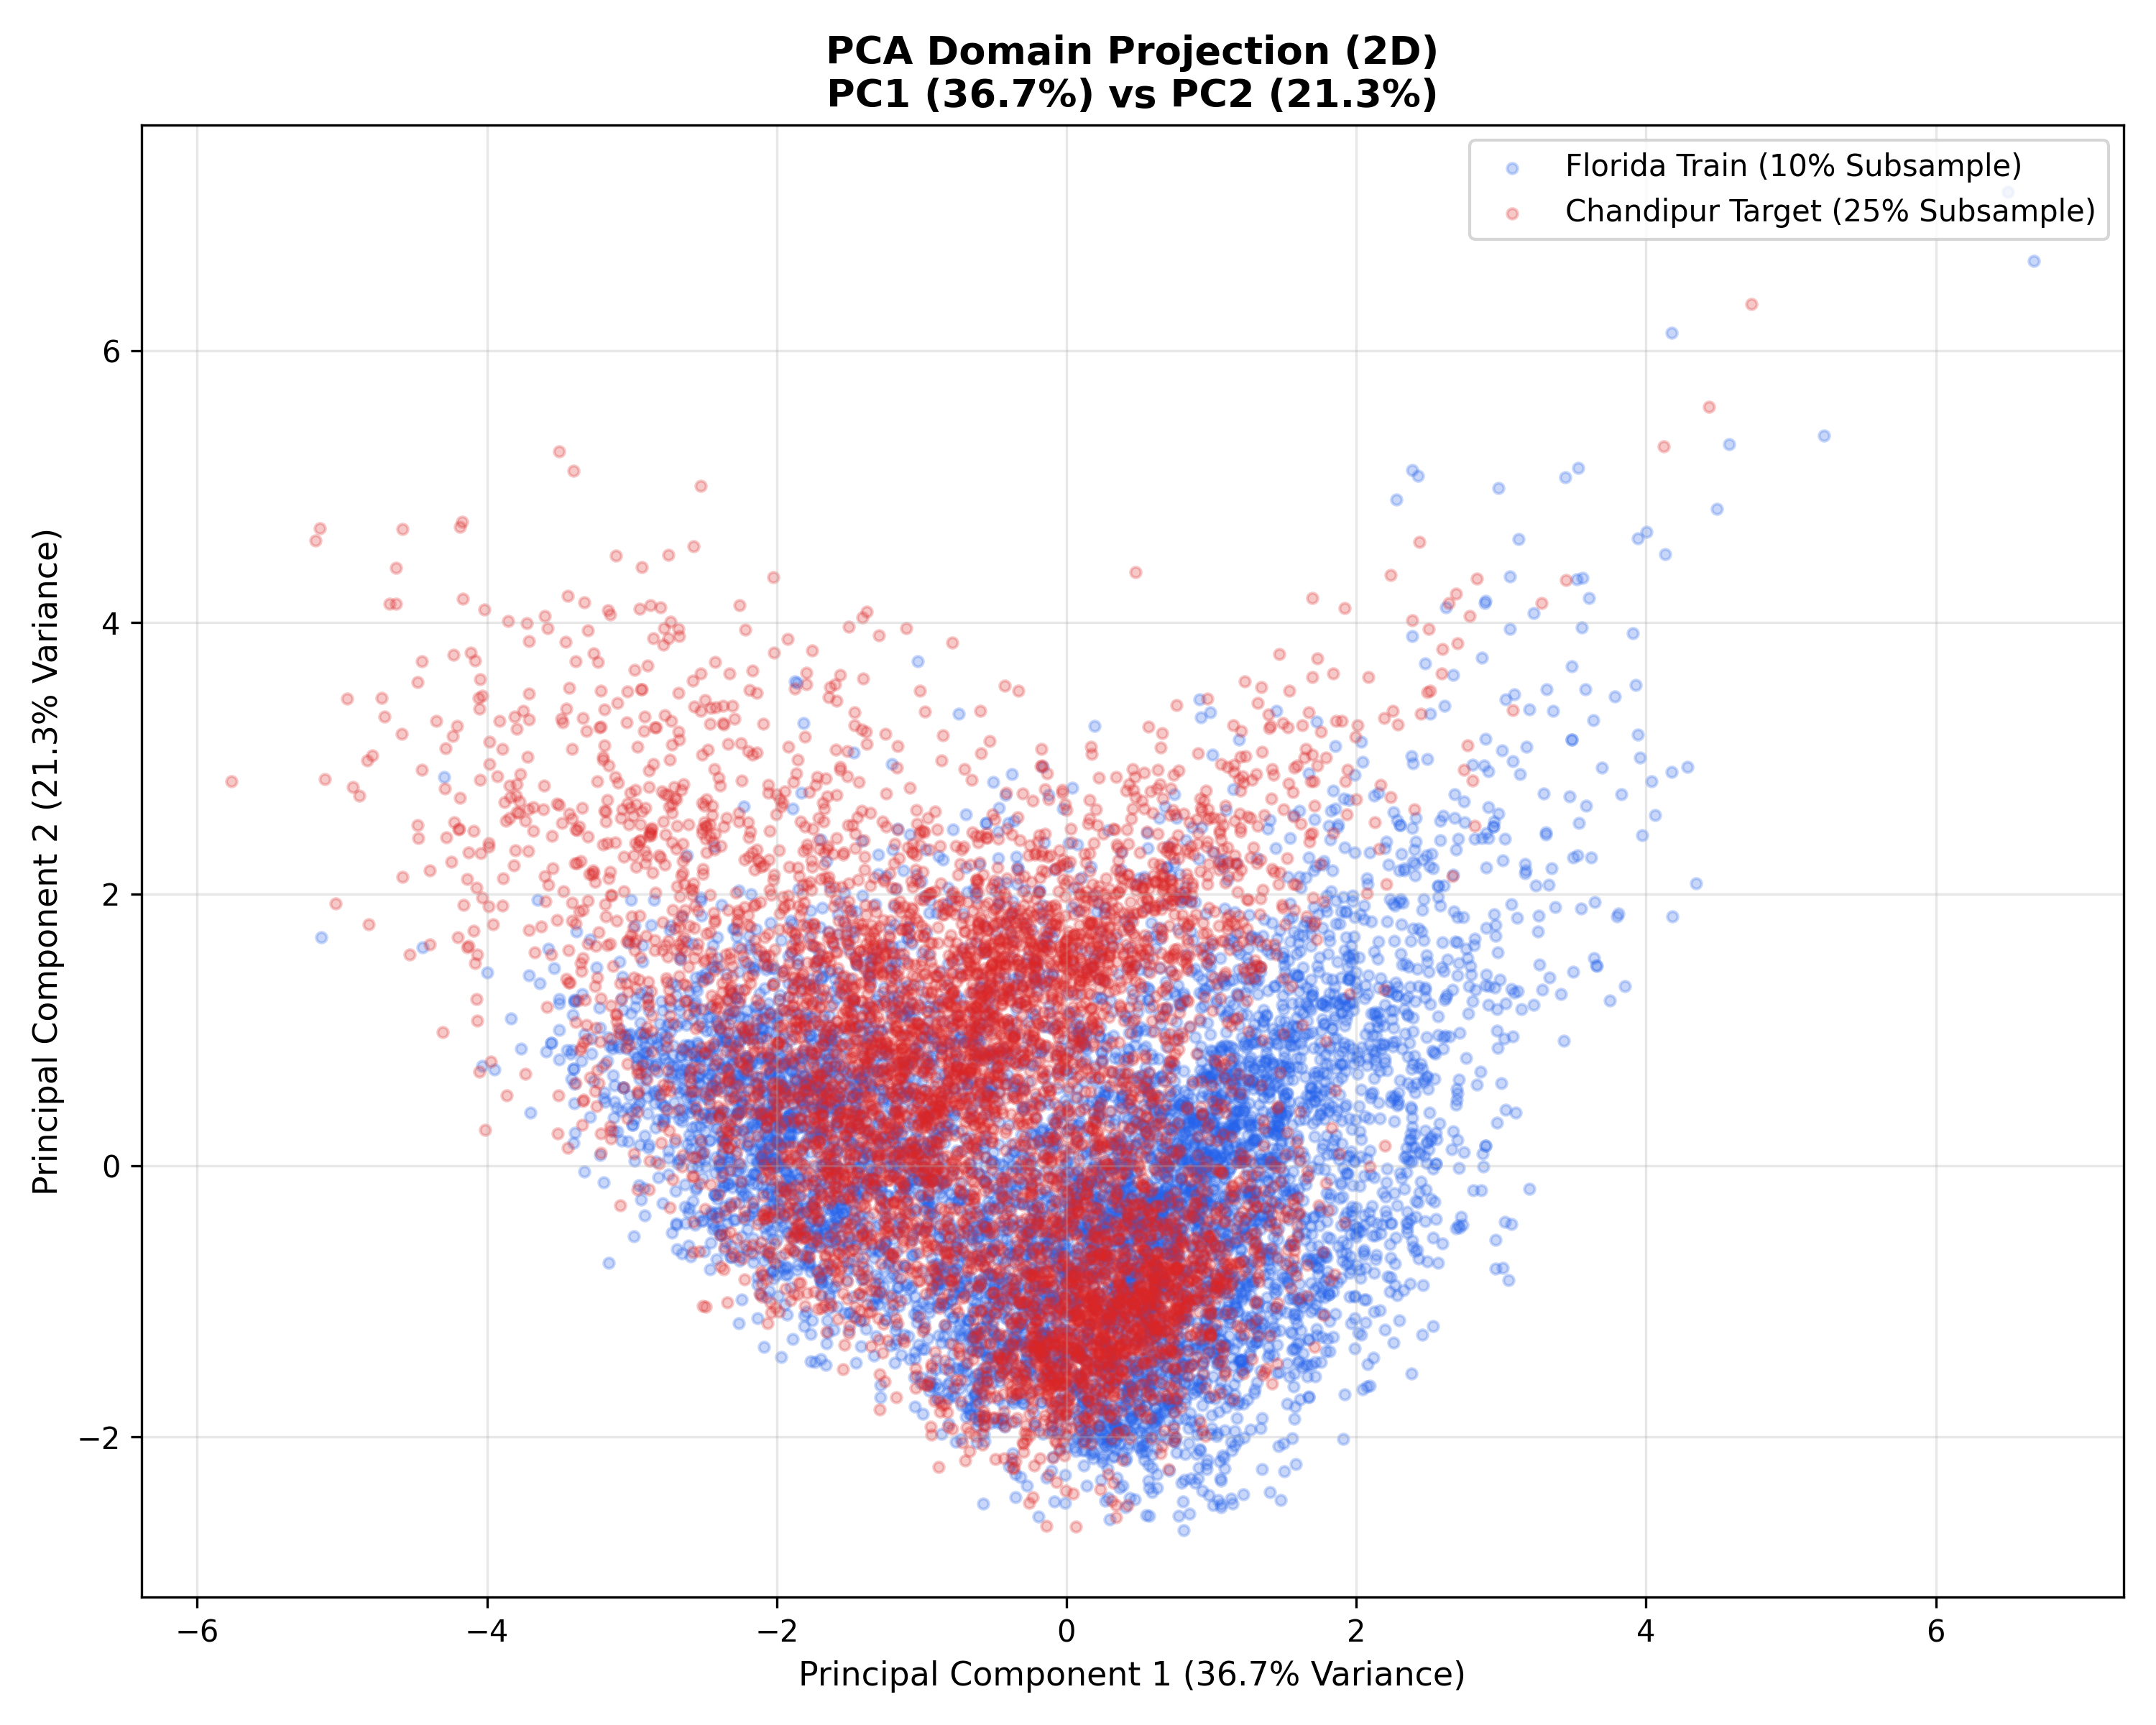 PCA Domain Projection (2D)
PC1 (36.7%) vs PC2 (21.3%)
Florida Train (10% Subsample)
Chandipur Target (25% Subsample)
Principal Component 2 (21.3% Variance)
6
4
2
0
−2
−6
−4
−2
0
2
4
6
Principal Component 1 (36.7% Variance)